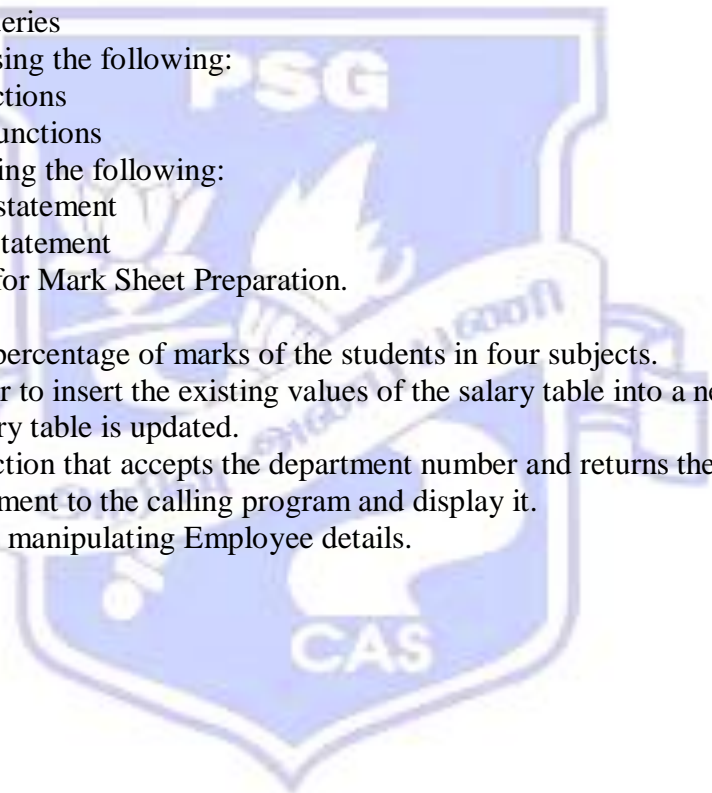 eries
sing the following:
PSG
ctions
unctions
ing the following:
statement
tatement
for Mark Sheet Preparation.
percentage of marks of the students in four subjects.
r to insert the existing values of the salary table into a ne
ry table is updated.
ction that accepts the department number and returns the
ment to the calling program and display it.
manipulating Employee details.
CAS